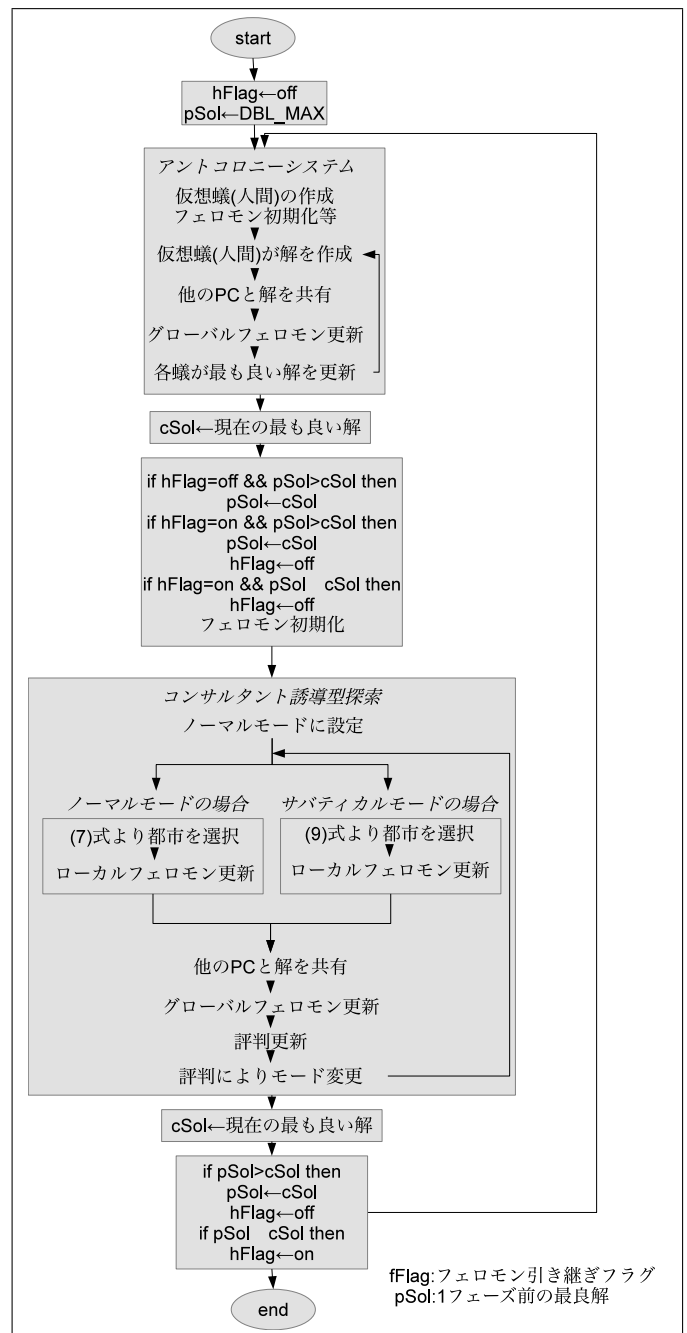 start
hFlag←off
pSol←DBL_MAX
アントコロニーシステム
仮想蟻(人間)の作成
フェロモン初期化等
仮想蟻(人間)が解を作成
他のPCと解を共有
グローバルフェロモン更新
各蟻が最も良い解を更新
cSol←現在の最も良い解
if hFlag=off && pSol>cSol then
pSol←cSol
if hFlag=on && pSol>cSol then
pSol←cSol
hFlag←off
if hFlag=on && pSol cSol then
hFlag←off
フェロモン初期化
コンサルタント誘導型探索
ノーマルモードに設定
ノーマルモードの場合
(7)式より都市を選択
ローカルフェロモン更新
サバティカルモードの場合
(9)式より都市を選択
ローカルフェロモン更新
他のPCと解を共有
グローバルフェロモン更新
評判更新
評判によりモード変更
cSol←現在の最も良い解
if pSol>cSol then
pSol←cSol
hFlag←off
if pSol cSol then
hFlag←on
end
fFlag:フェロモン引き継ぎフラグ
pSol:1フェーズ前の最良解